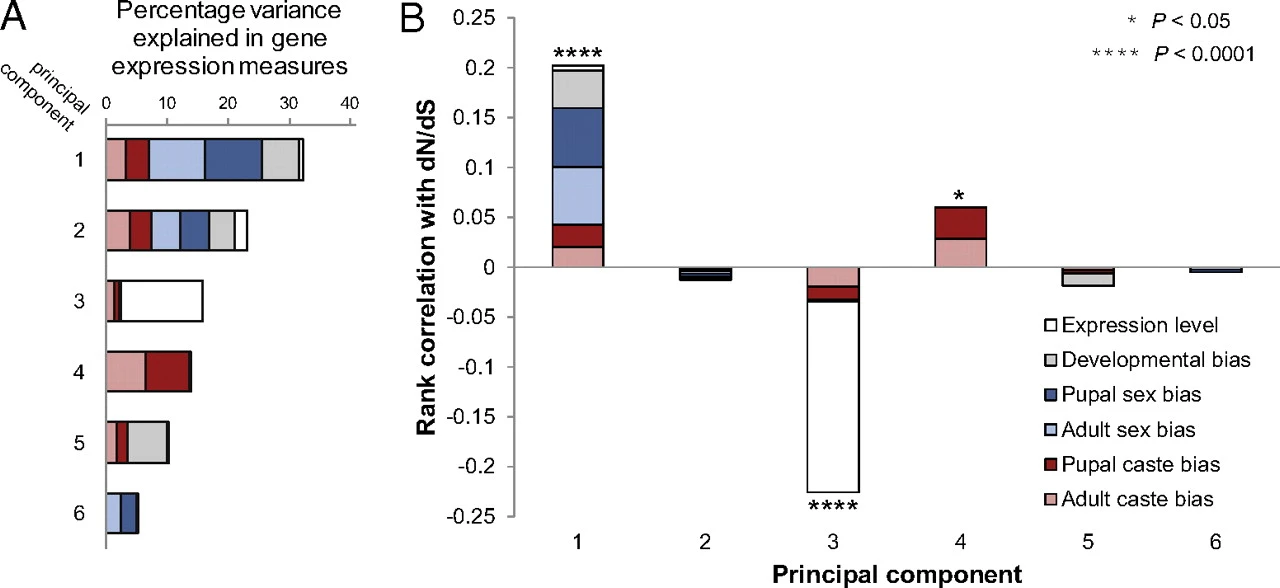 A
Percentage variance
explained in gene
expression measures
principal
component
0 10 20 30 40
1
2
3
4
5
6
B
* P < 0.05
**** P < 0.0001
Rank correlation with dN/dS
0.25
0.2
0.15
0.1
0.05
0
-0.05
-0.1
-0.15
-0.2
-0.25
****
*
****
Expression level
Developmental bias
Pupal sex bias
Adult sex bias
Pupal caste bias
Adult caste bias
1 2 3 4 5 6
Principal component